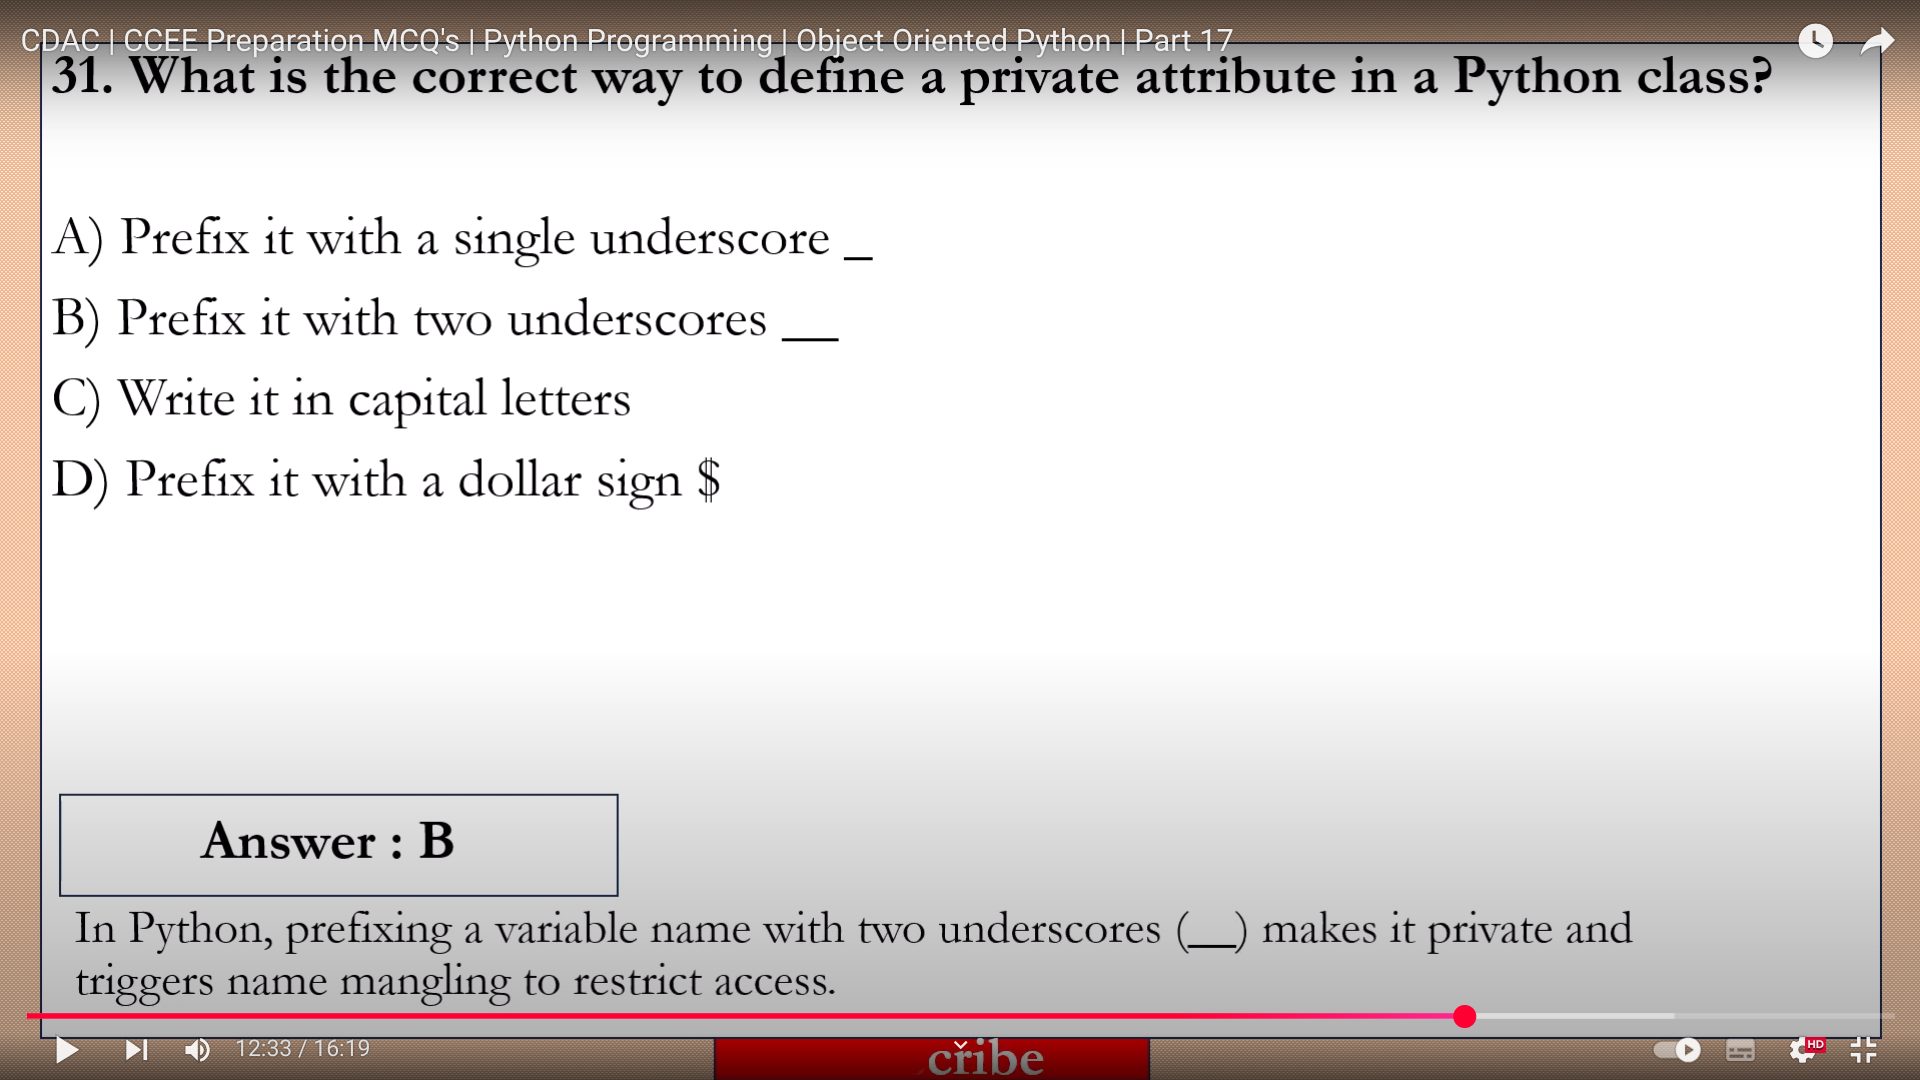 CDAC | CCEE Preparation MCQ's | Python Programming | Object Oriented Python | Part 17
31. What is the correct way to define a private attribute in a Python class?
A) Prefix it with a single underscore _
B) Prefix it with two underscores __
C) Write it in capital letters
D) Prefix it with a dollar sign $
Answer : B
In Python, prefixing a variable name with two underscores (__) makes it private and
triggers name mangling to restrict access.
12:33 / 16:19
cribe
HD